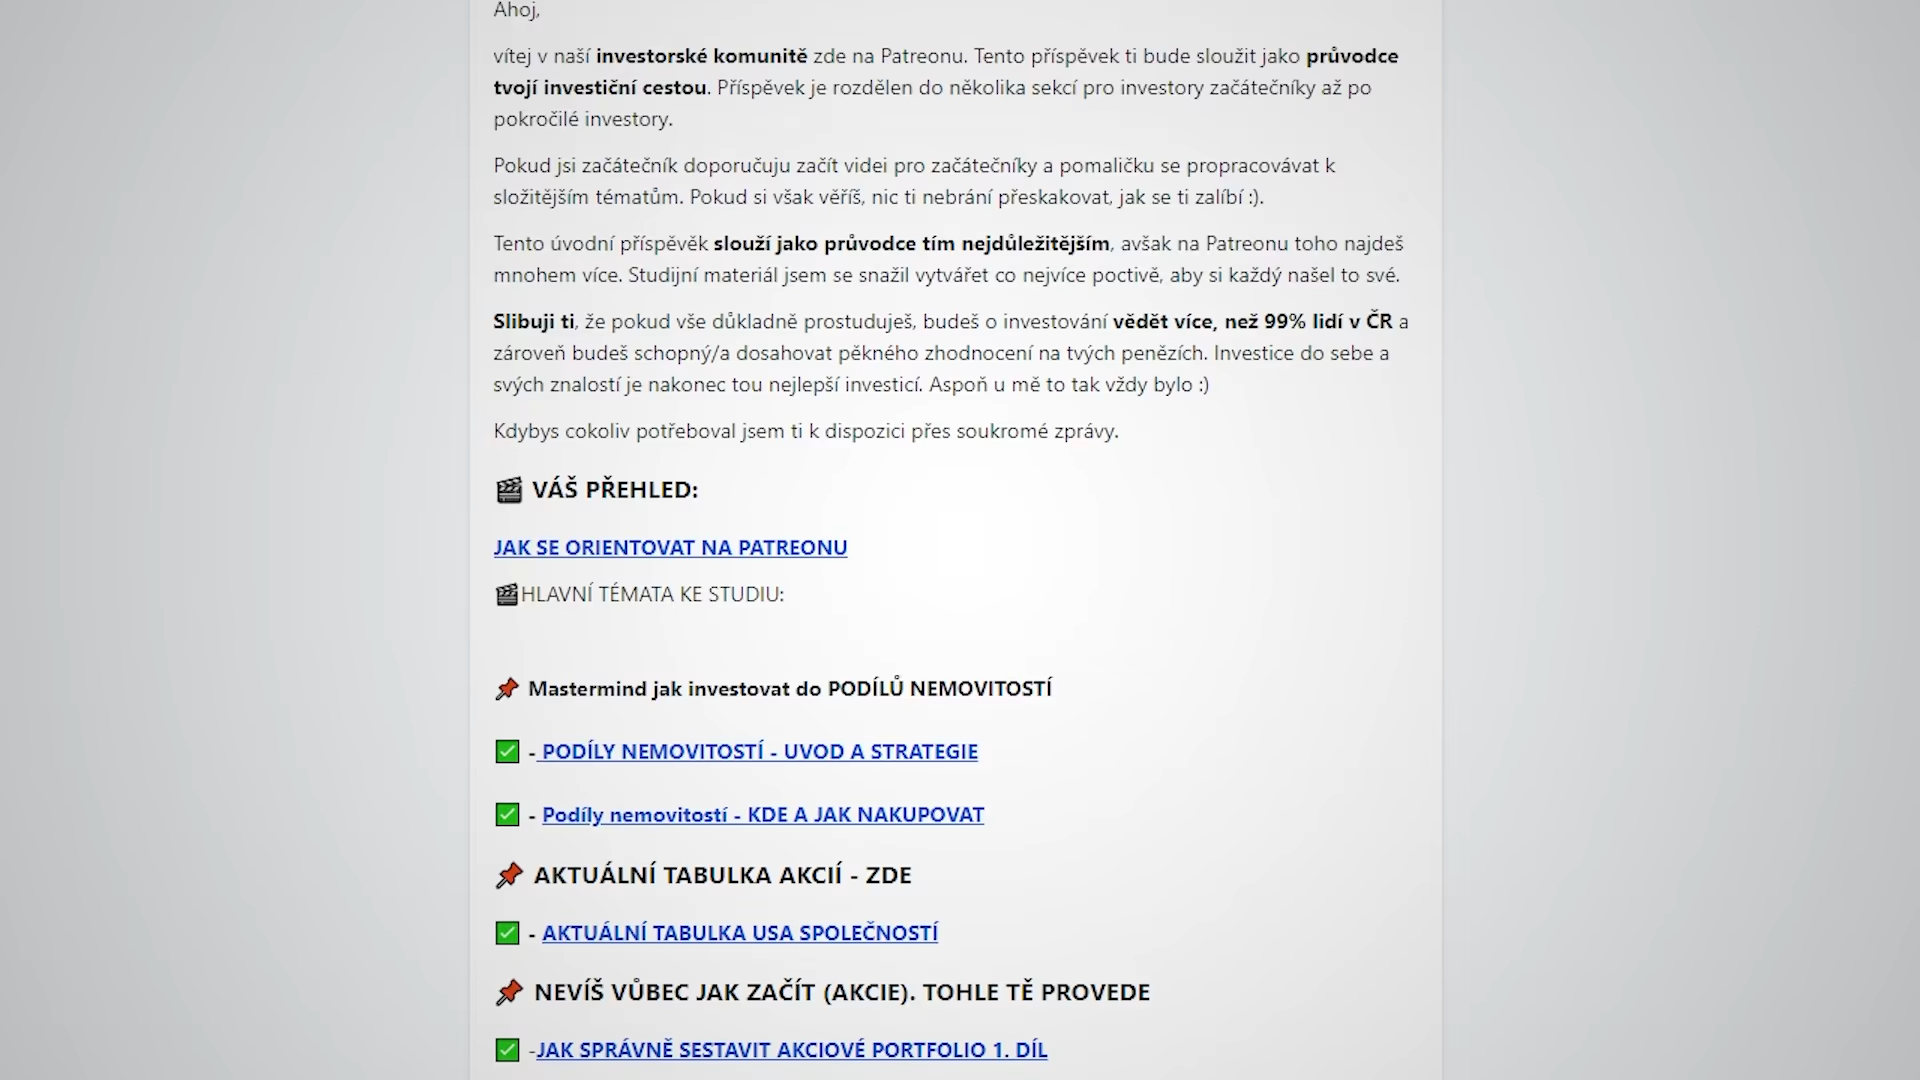 Ahoj,
vítej v naší investorské komunitě zde na Patreonu. Tento příspěvek ti bude sloužit jako průvodce
tvojí investiční cestou. Příspěvek je rozdělen do několika sekcí pro investory začátečníky až po
pokročilé investory.
Pokud jsi začátečník doporučuju začít videi pro začátečníky a pomaličku se propracovávat k
složitějším tématům. Pokud si však věříš, nic ti nebrání přeskakovat, jak se ti zalíbí :).
Tento úvodní příspěvěk slouží jako průvodce tím nejdůležitějším, avšak na Patreonu toho najdeš
mnohem více. Studijní materiál jsem se snažil vytvářet co nejvíce poctivě, aby si každý našel to své.
Slibuji ti, že pokud vše důkladně prostuduješ, budeš o investování vědět více, než 99% lidí v ČR a
zároveň budeš schopný/a dosahovat pěkného zhodnocení na tvých penězích. Investice do sebe a
svých znalostí je nakonec tou nejlepší investicí. Aspoň u mě to tak vždy bylo :)
Kdybys cokoliv potřeboval jsem ti k dispozici přes soukromé zprávy.
🎬 VÁŠ PŘEHLED:
JAK SE ORIENTOVAT NA PATREONU
🎬HLAVNÍ TÉMATA KE STUDIU:
📌 Mastermind jak investovat do PODÍLŮ NEMOVITOSTÍ
✅ - PODÍLY NEMOVITOSTÍ - UVOD A STRATEGIE
✅ - Podíly nemovitostí - KDE A JAK NAKUPOVAT
📌 AKTUÁLNÍ TABULKA AKCIÍ - ZDE
✅ - AKTUÁLNÍ TABULKA USA SPOLEČNOSTÍ
📌 NEVÍŠ VŮBEC JAK ZAČÍT (AKCIE). TOHLE TĚ PROVEDE
✅ -JAK SPRÁVNĚ SESTAVIT AKCIOVÉ PORTFOLIO 1. DÍL